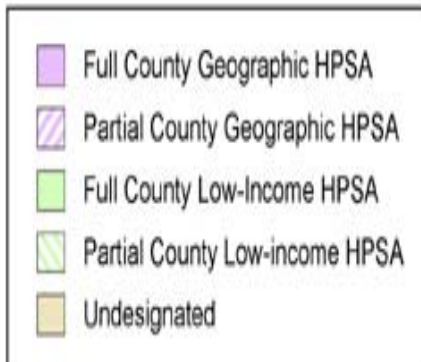 Full County Geographic HPSA
Partial County Geographic HPSA
Full County Low-Income HPSA
Partial County Low-income HPSA
Undesignated